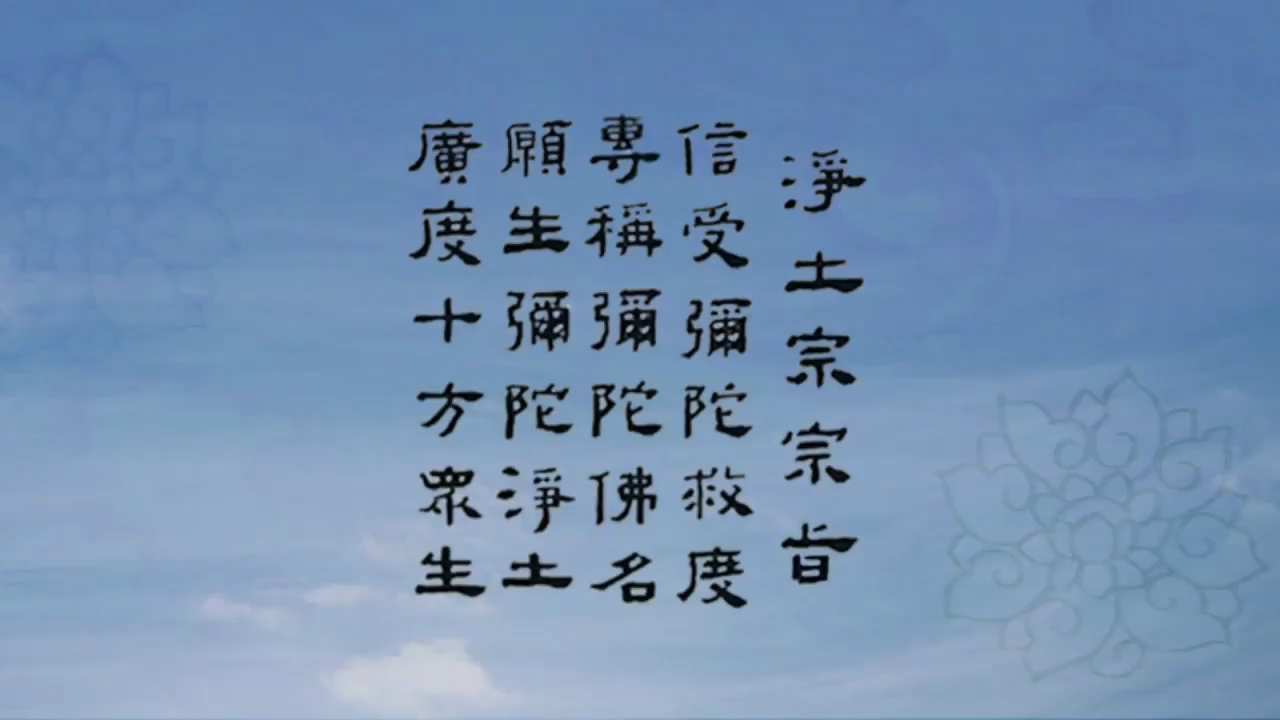 淨土宗宗旨
信受彌陀救度
專稱彌陀佛名
願生彌陀淨土
廣度十方眾生